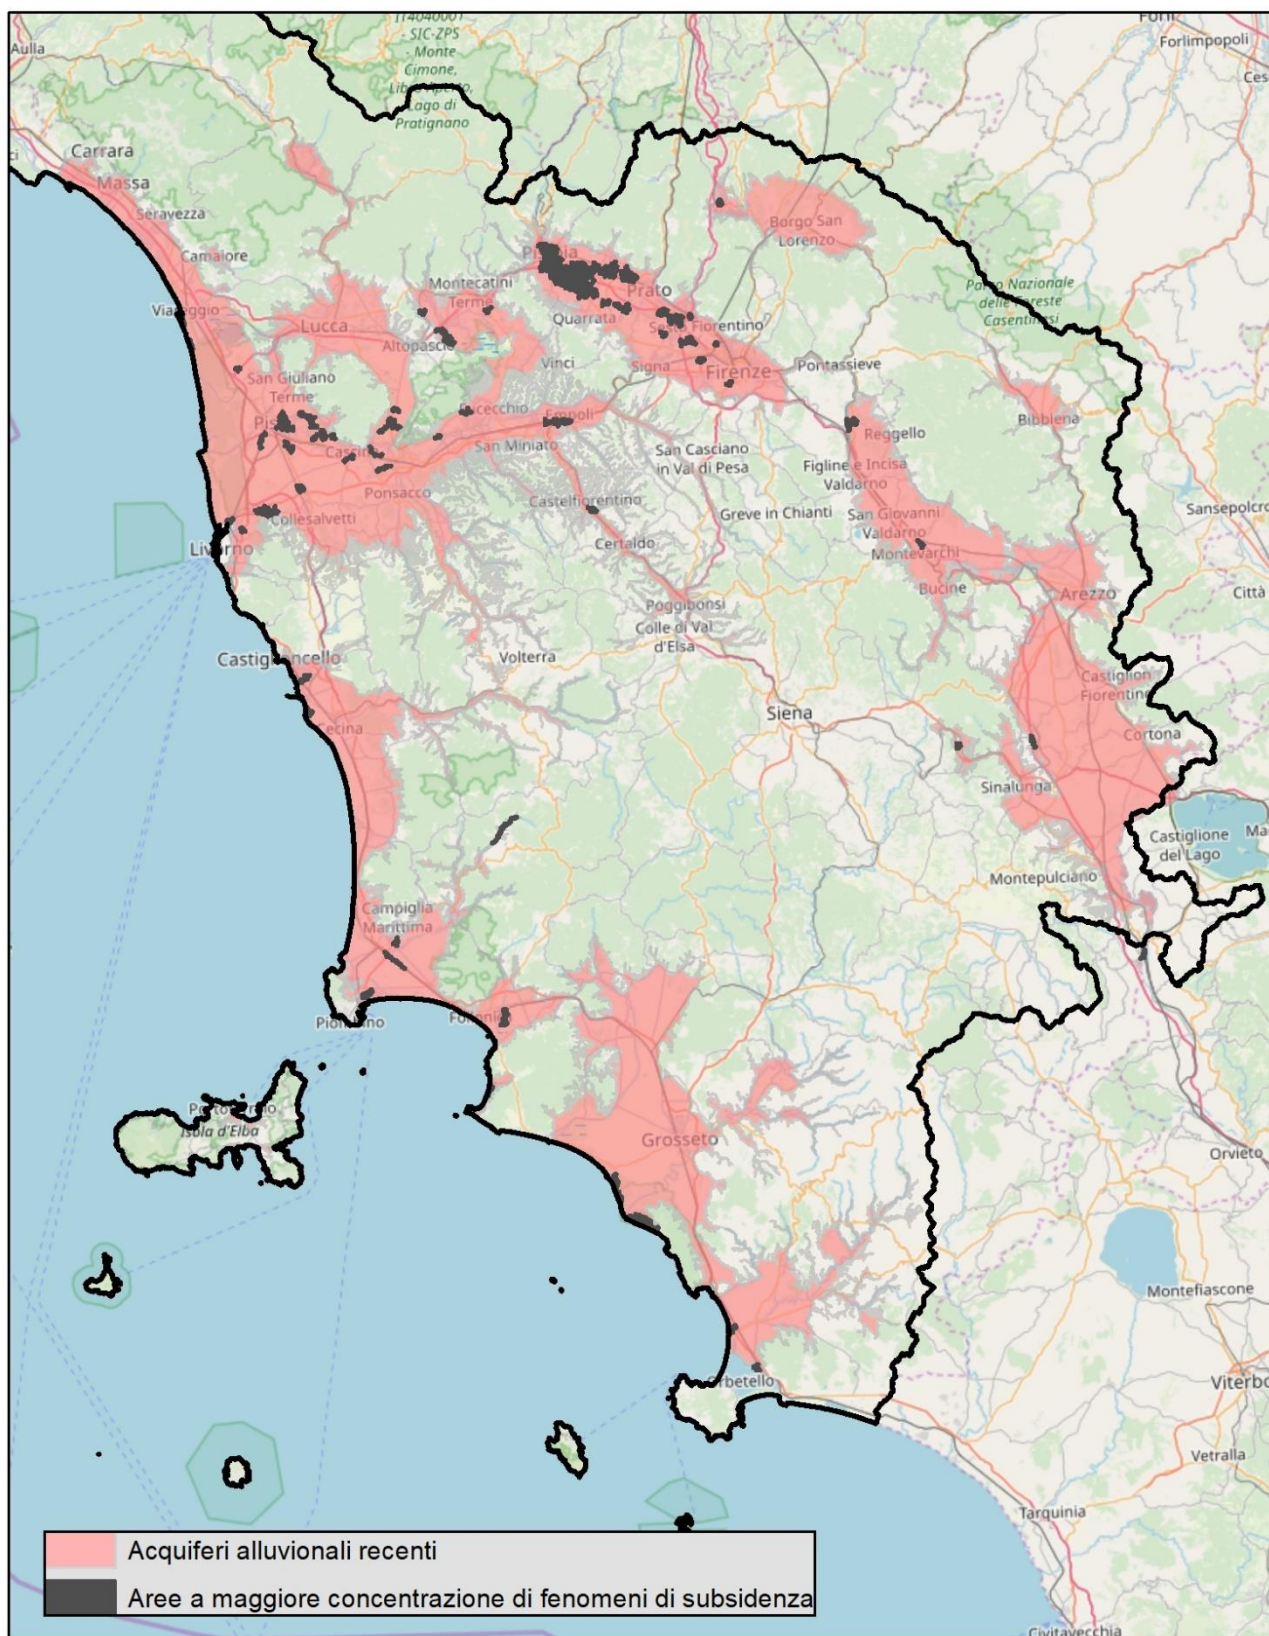 IT4040001
- SIC-ZPS
- Monte
Cimone,
Lago di
Pratignano
Aulla
Forlimpopoli
Carrara
Massa
Seravezza
Camaiore
Viareggio
Borgo San
Lorenzo
Parco Nazionale
delle Foreste
Casentinesi
Montecatini
Terme
Prato
Quarrata
Sesto Fiorentino
Lucca
Altopascio
Vinci
Signa
Firenze
Pontassieve
San Giuliano
Terme
Bibbiena
Empoli
Reggello
San Miniato
San Casciano
in Val di Pesa
Cascina
Figline e Incisa
Valdarno
Ponsacco
Castelfiorentino
Greve in Chianti
San Giovanni
Valdarno
Sansepolcro
Collesalvetti
Livorno
Certaldo
Montevarchi
Bucine
Arezzo
Città
Poggibonsi
Colle di Val
d'Elsa
Castiglioncello
Volterra
Castiglion
Fiorentino
Siena
Cecina
Cortona
Sinalunga
Castiglione
del Lago
Montepulciano
Campiglia
Marittima
Piombino
Isola d'Elba
Grosseto
Orvieto
Montefiascone
Orbetello
Viterbo
Vetralla
Tarquinia
Civitavecchia
Acquiferi alluvionali recenti
Aree a maggiore concentrazione di fenomeni di subsidenza